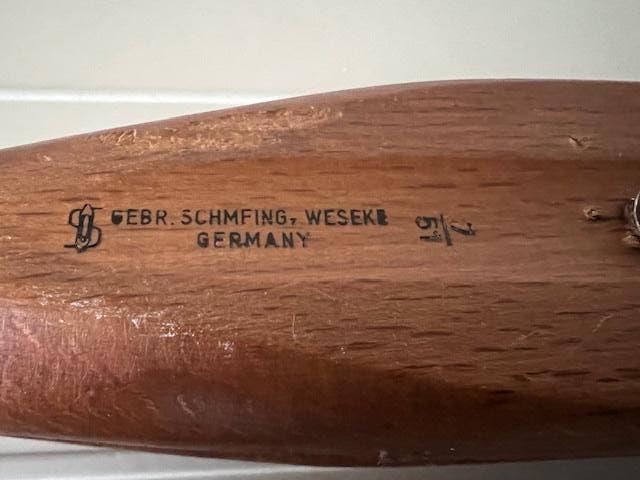 GEBR. SCHMFING, WESEKE
GERMANY